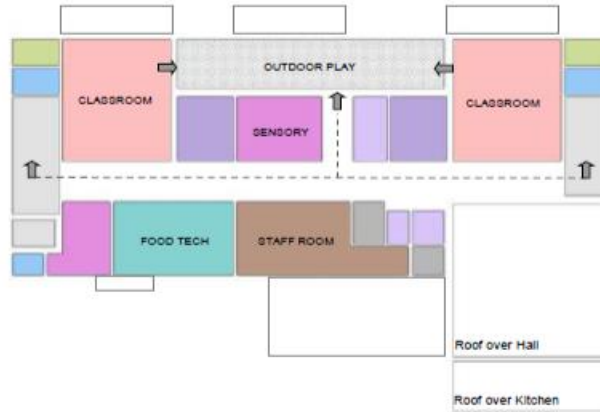 OUTDOOR PLAY
CLASSROOM
CLASSROOM
SENSORY
FOOD TECH
STAFF ROOM
Roof over Hall
Roof over Kitchen